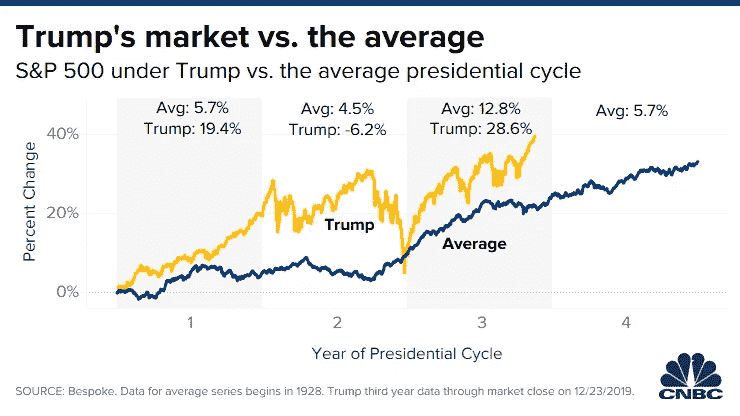 Trump's market vs. the average
S&P 500 under Trump vs. the average presidential cycle
Avg: 5.7%
Trump: 19.4%
Avg: 4.5%
Trump: -6.2%
Avg: 12.8%
Trump: 28.6%
Avg: 5.7%
Percent Change
40%
20%
0%
Trump
Average
1
2
3
4
Year of Presidential Cycle
SOURCE: Bespoke. Data for average series begins in 1928. Trump third year data through market close on 12/23/2019.
CNBC